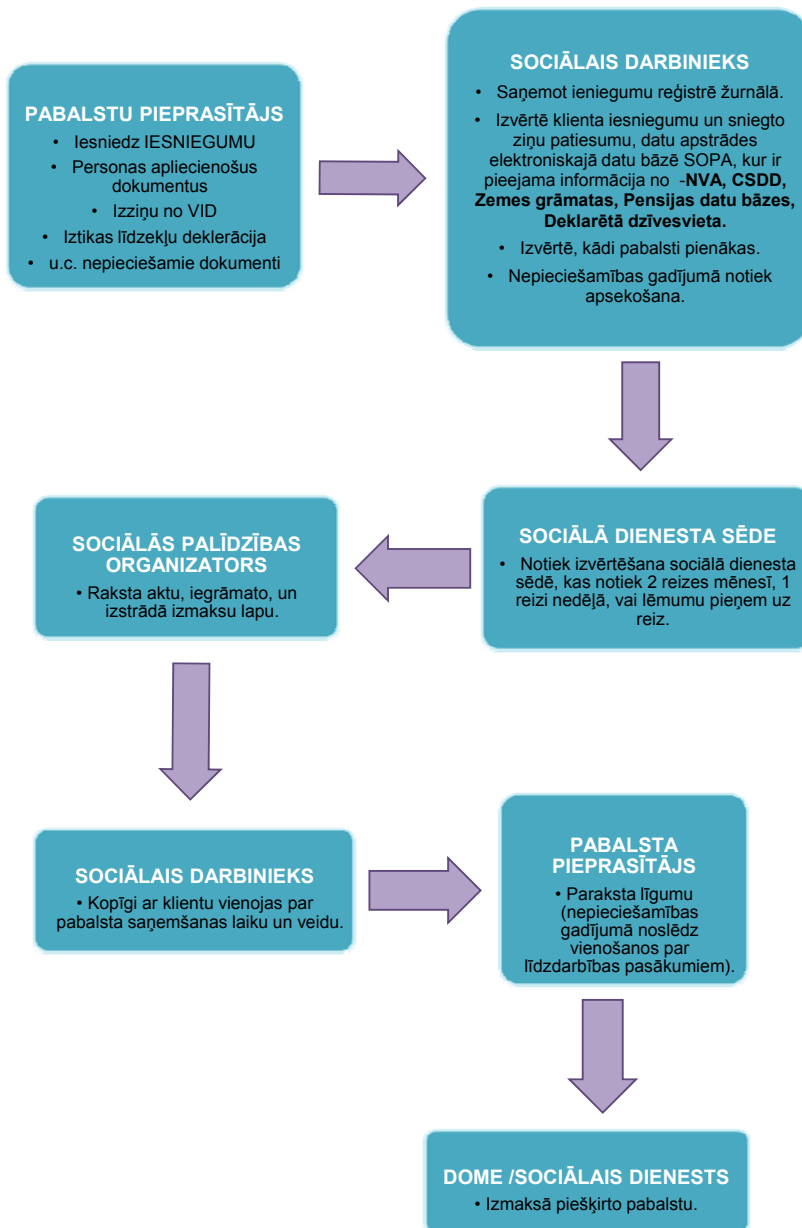 PABALSTU PIEPRASĪTĀJS
• Iesniedz IESNIEGUMU
• Personas apliecienošus
dokumentus
• Izziņu no VID
• Iztikas līdzekļu deklerācija
• u.c. nepieciešamie dokumenti
SOCIĀLAIS DARBINIEKS
• Saņemot ieniegumu reģistrē žurnālā.
• Izvērtē klienta iesniegumu un sniegto
ziņu patiesumu, datu apstrādes
elektroniskajā datu bāzē SOPA, kur ir
pieejama informācija no -NVA, CSDD,
Zemes grāmatas, Pensijas datu bāzes,
Deklarētā dzīvesvieta.
• Izvērtē, kādi pabalsti pienākas.
• Nepieciešamības gadījumā notiek
apsekošana.
SOCIĀLĀ DIENESTA SĒDE
• Notiek izvērtēšana sociālā dienesta
sēdē, kas notiek 2 reizes mēnesī, 1
reizi nedēļā, vai lēmumu pieņem uz
reiz.
SOCIĀLĀS PALĪDZĪBAS
ORGANIZATORS
• Raksta aktu, iegrāmato, un
izstrādā izmaksu lapu.
SOCIĀLAIS DARBINIEKS
• Kopīgi ar klientu vienojas par
pabalsta saņemšanas laiku un veidu.
PABALSTA
PIEPRASĪTĀJS
• Paraksta līgumu
(nepieciešamības
gadījumā noslēdz
vienošanos par
līdzdarbības pasākumiem).
DOME /SOCIĀLAIS DIENESTS
• Izmaksā piešķirto pabalstu.